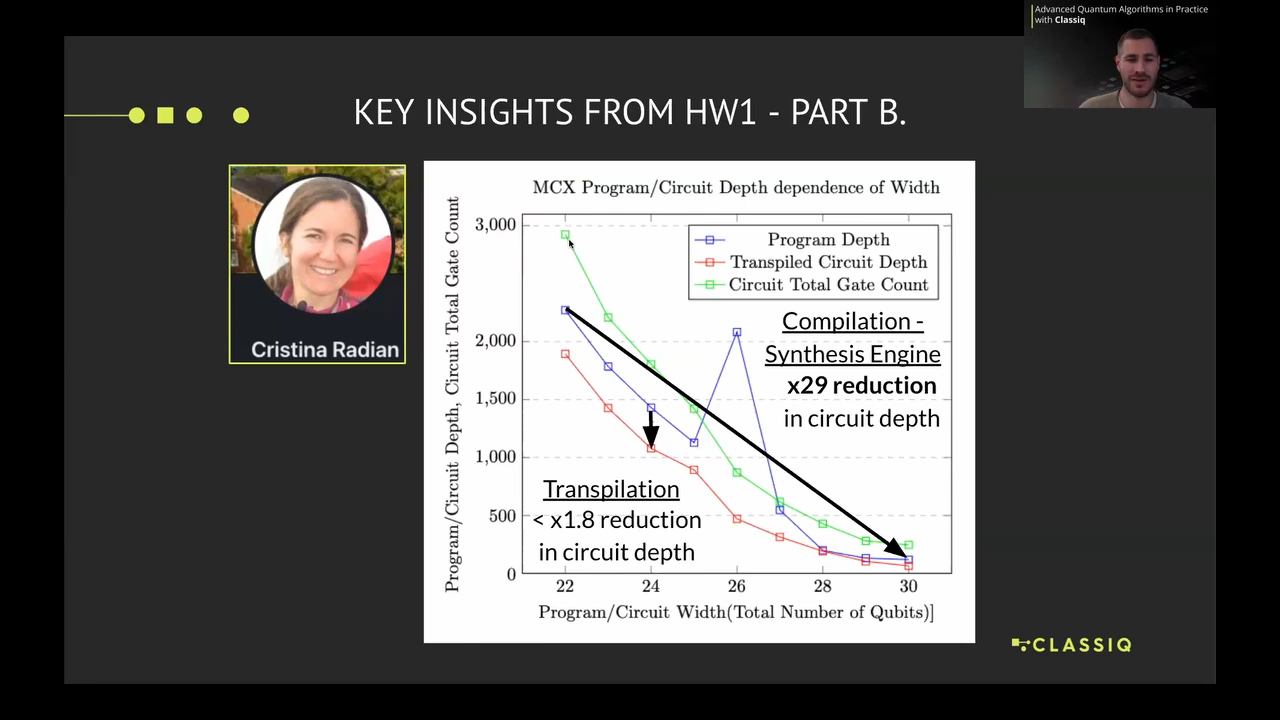 Advanced Quantum Algorithms in Practice
with Classiq
KEY INSIGHTS FROM HW1 - PART B.
Cristina Radian
MCX Program/Circuit Depth dependence of Width
Program/Circuit Depth, Circuit Total Gate Count
3,000
2,000
1,500
1,000
500
0
Program Depth
Transpiled Circuit Depth
Circuit Total Gate Count
Compilation -
Synthesis Engine
x29 reduction
in circuit depth
Transpilation
< x1.8 reduction
in circuit depth
22 24 26 28 30
Program/Circuit Width(Total Number of Qubits)]
CLASSIQ